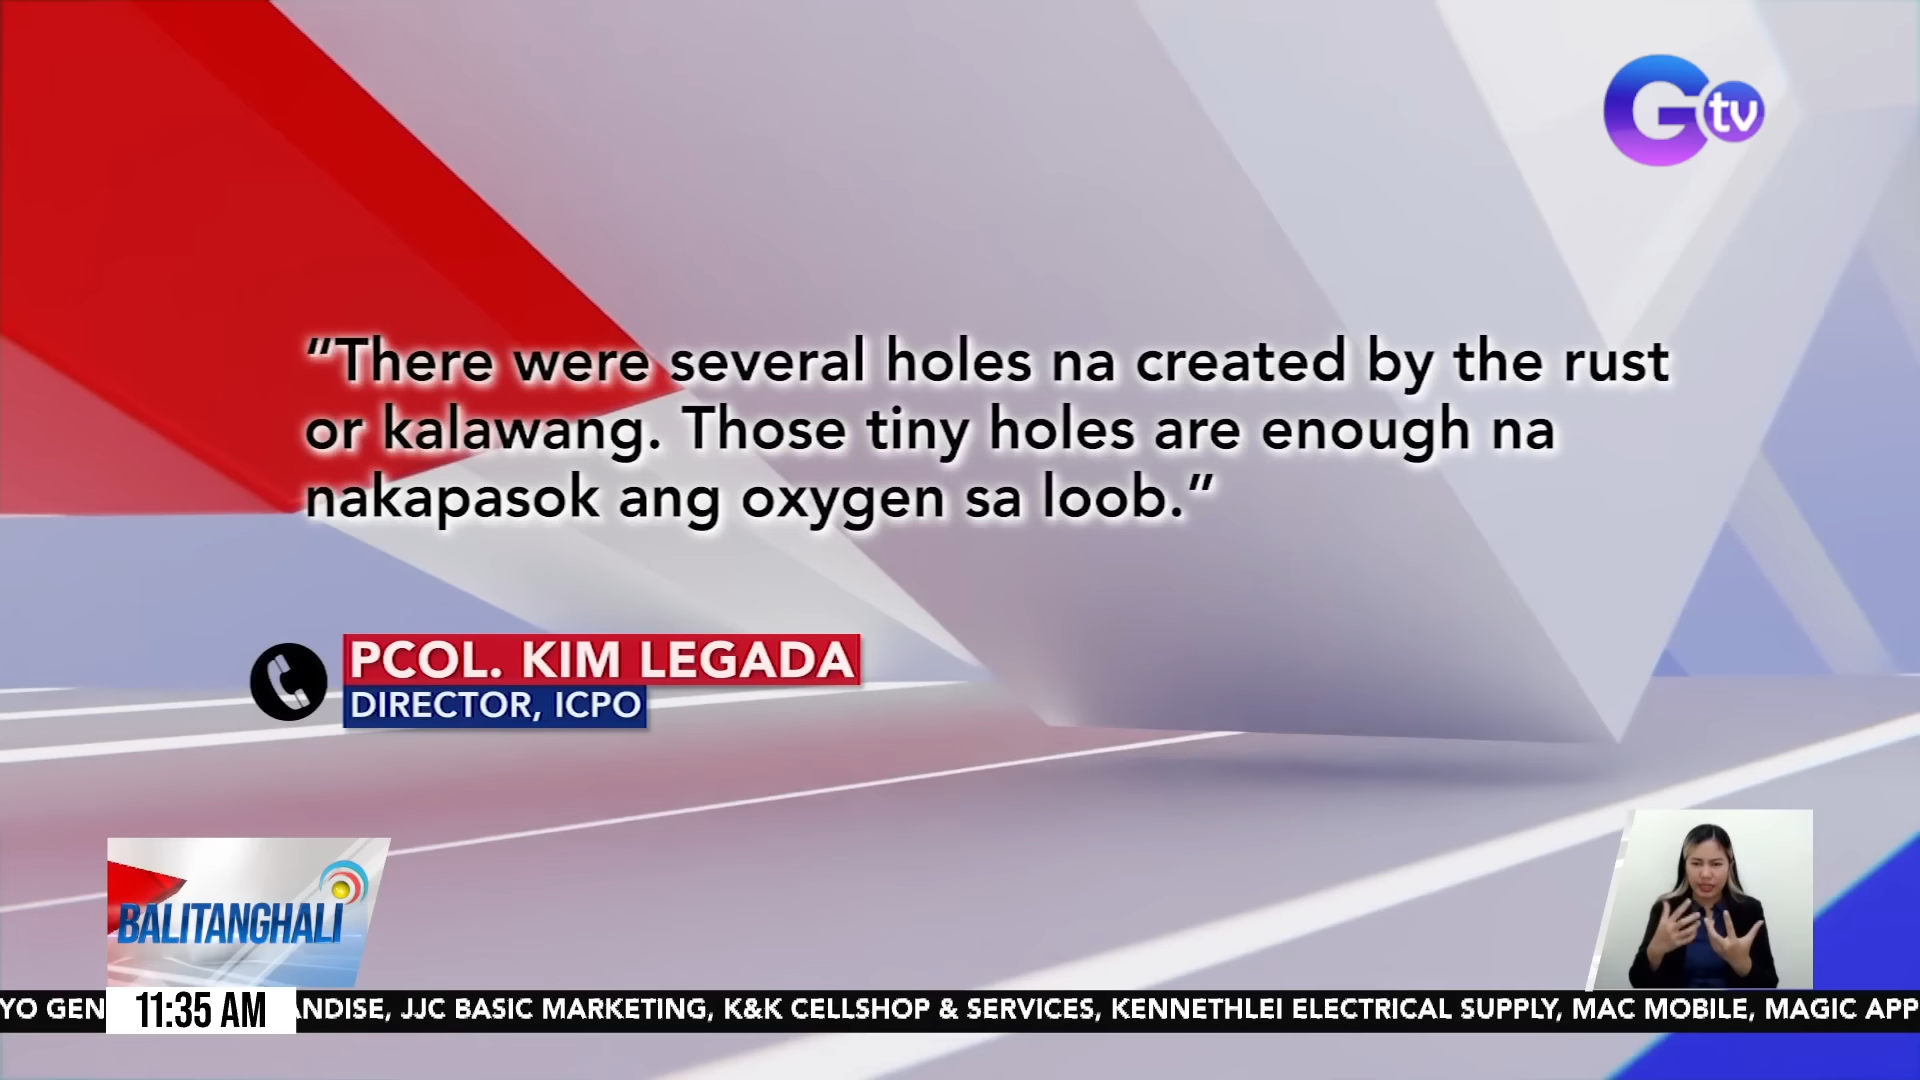 Gtv
“There were several holes na created by the rust
or kalawang. Those tiny holes are enough na
nakapasok ang oxygen sa loob.”
PCOL. KIM LEGADA
DIRECTOR, ICPO
BALITANGHALI
YO GEN
11:35 AM
ANDISE, JJC BASIC MARKETING, K&K CELLSHOP & SERVICES, KENNETHLEI ELECTRICAL SUPPLY, MAC MOBILE, MAGIC APP